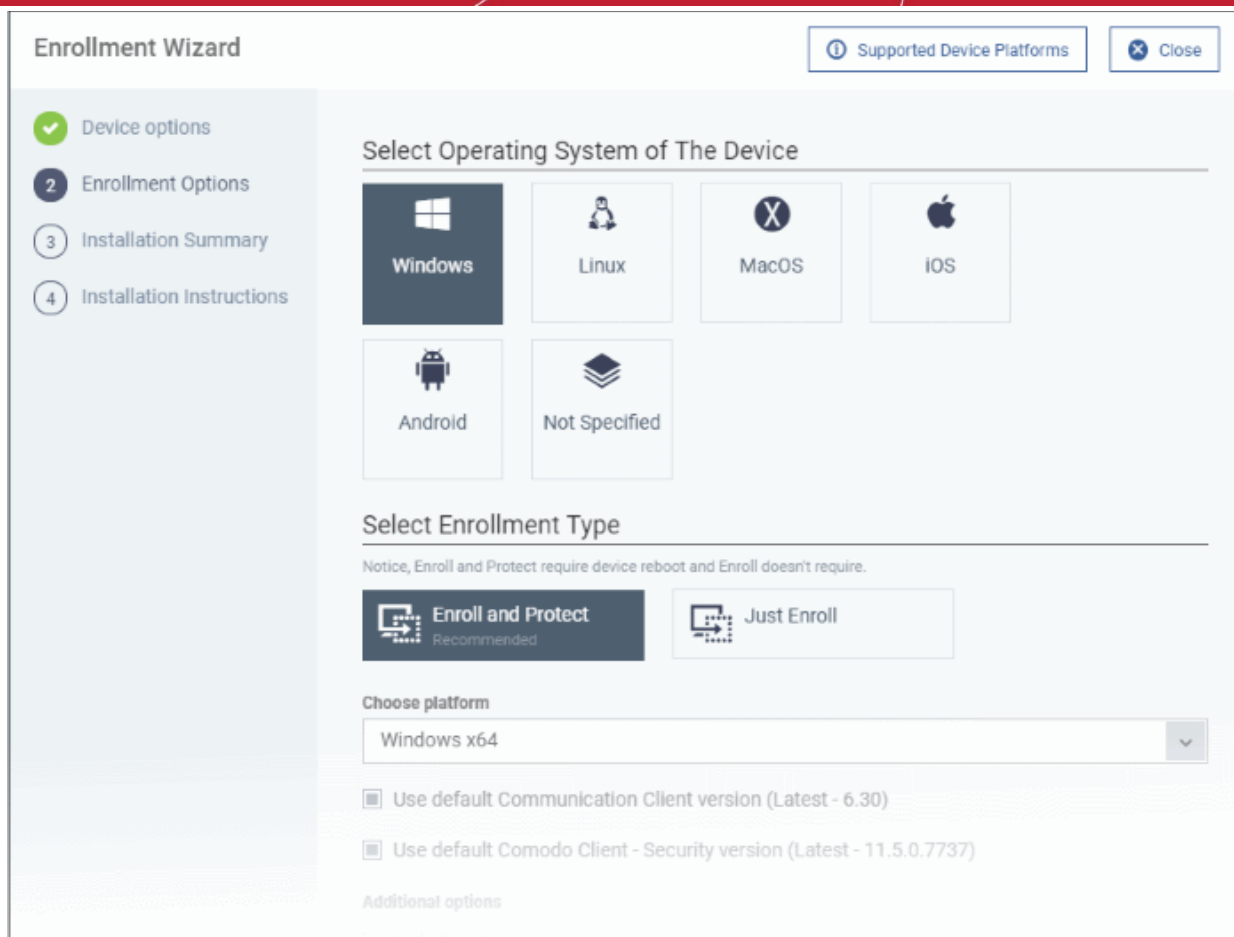 Enrollment Wizard
Supported Device Platforms
Close
Device options
2 Enrollment Options
3 Installation Summary
4 Installation Instructions
Select Operating System of The Device
Windows
Linux
X
MacOS
iOS
Android
Not Specified
Select Enrollment Type
Notice, Enroll and Protect require device reboot and Enroll doesn't require.
Enroll and Protect
Recommended
Just Enroll
Choose platform
Windows x64
Use default Communication Client version (Latest - 6.30)
Use default Comodo Client - Security version (Latest - 11.5.0.7737)
Additional options